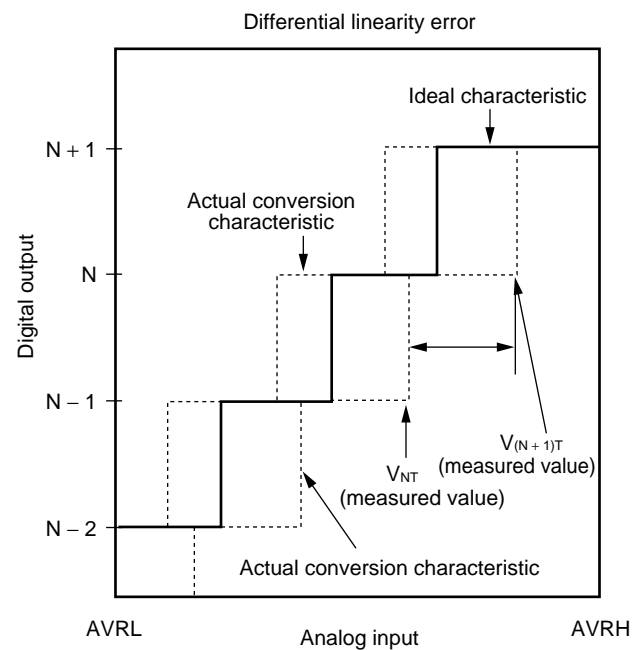 Differential linearity error
Ideal characteristic
N + 1
Actual conversion
characteristic
N
Digital output
N − 1
V(N + 1)T
(measured value)
VNT
(measured value)
N − 2
Actual conversion characteristic
AVRL
Analog input
AVRH